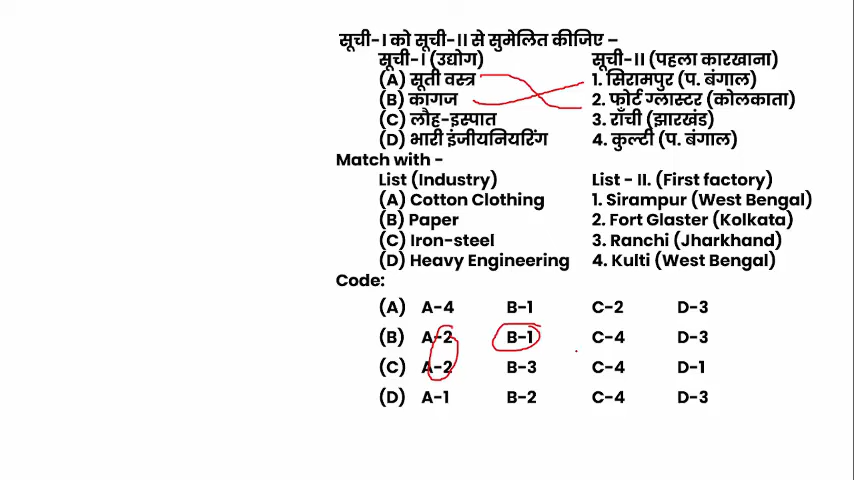 सूची-I को सूची-II से सुमेलित कीजिए –
सूची-I (उद्योग) सूची-II (पहला कारखाना)
(A) सूती वस्त्र 1. सिरामपुर (प. बंगाल)
(B) कागज 2. फोर्ट ग्लास्टर (कोलकाता)
(C) लौह-इस्पात 3. राँची (झारखंड)
(D) भारी इंजीयनियरिंग 4. कुल्टी (प. बंगाल)
Match with -
List (Industry) List - II. (First factory)
(A) Cotton Clothing 1. Sirampur (West Bengal)
(B) Paper 2. Fort Glaster (Kolkata)
(C) Iron-steel 3. Ranchi (Jharkhand)
(D) Heavy Engineering 4. Kulti (West Bengal)
Code:
(A) A-4 B-1 C-2 D-3
(B) A-2 B-1 C-4 D-3
(C) A-2 B-3 C-4 D-1
(D) A-1 B-2 C-4 D-3